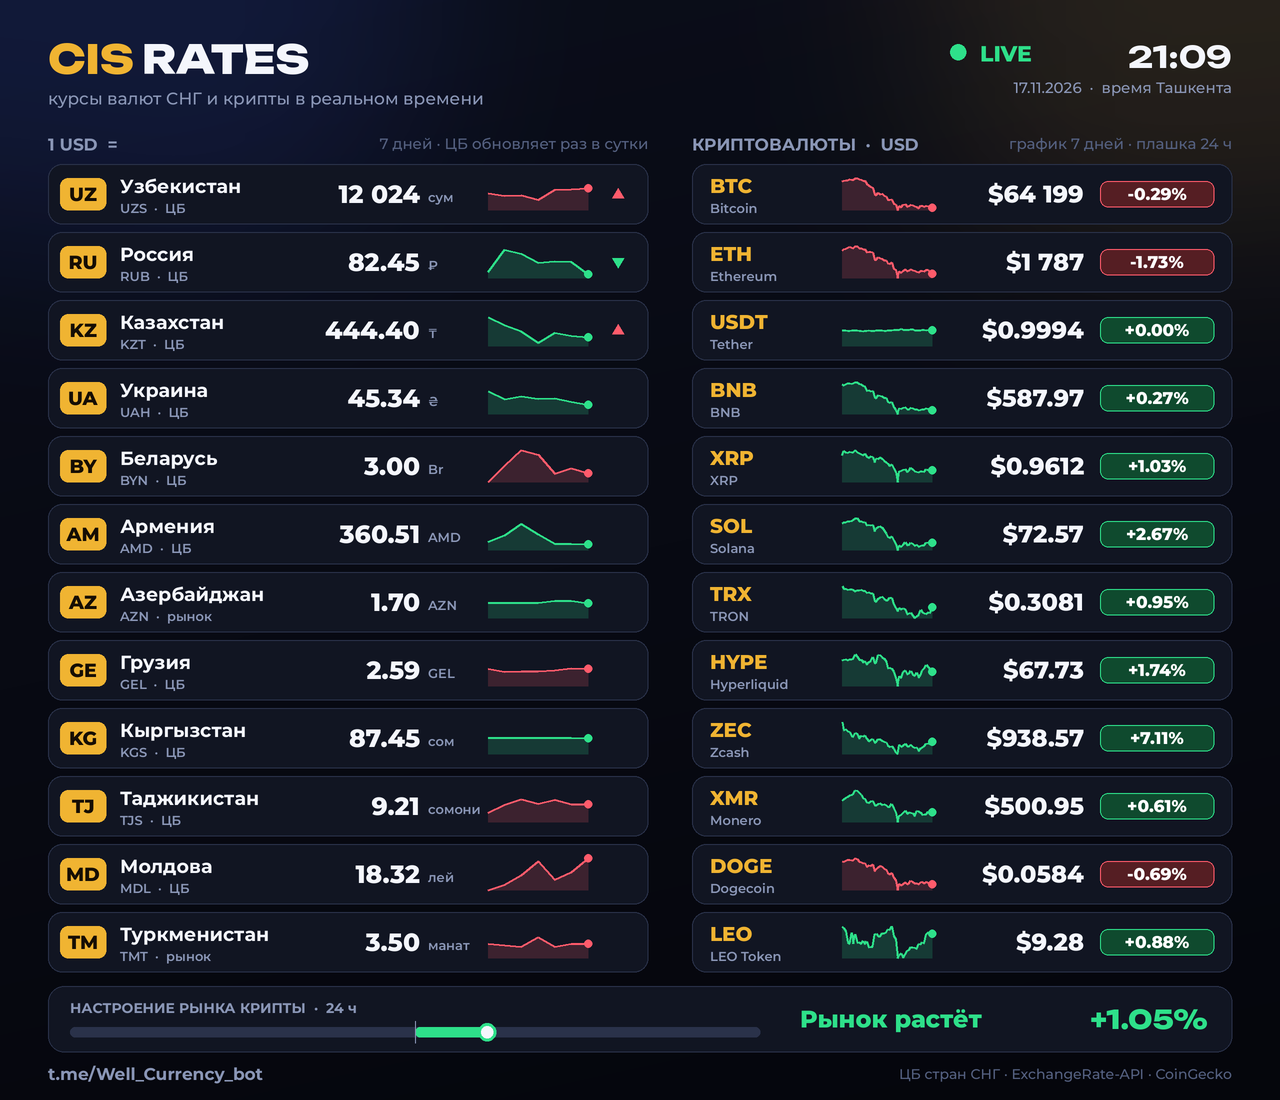 CIS RATES
курсы валют СНГ и крипты в реальном времени
LIVE
21:09
17.11.2026 · время Ташкента
1 USD =
7 дней · ЦБ обновляет раз в сутки
UZ Узбекистан 12 024 сум
UZS · ЦБ
RU Россия 82.45 ₽
RUB · ЦБ
KZ Казахстан 444.40 ₸
KZT · ЦБ
UA Украина 45.34 ₴
UAH · ЦБ
BY Беларусь 3.00 Br
BYN · ЦБ
AM Армения 360.51 AMD
AMD · ЦБ
AZ Азербайджан 1.70 AZN
AZN · рынок
GE Грузия 2.59 GEL
GEL · ЦБ
KG Кыргызстан 87.45 сом
KGS · ЦБ
TJ Таджикистан 9.21 сомони
TJS · ЦБ
MD Молдова 18.32 лей
MDL · ЦБ
TM Туркменистан 3.50 манат
TMT · рынок
КРИПТОВАЛЮТЫ · USD
график 7 дней · плашка 24 ч
BTC $64 199 -0.29%
Bitcoin
ETH $1 787 -1.73%
Ethereum
USDT $0.9994 +0.00%
Tether
BNB $587.97 +0.27%
BNB
XRP $0.9612 +1.03%
XRP
SOL $72.57 +2.67%
Solana
TRX $0.3081 +0.95%
TRON
HYPE $67.73 +1.74%
Hyperliquid
ZEC $938.57 +7.11%
Zcash
XMR $500.95 +0.61%
Monero
DOGE $0.0584 -0.69%
Dogecoin
LEO $9.28 +0.88%
LEO Token
НАСТРОЕНИЕ РЫНКА КРИПТЫ · 24 ч
Рынок растёт +1.05%
t.me/Well_Currency_bot
ЦБ стран СНГ · ExchangeRate-API · CoinGecko